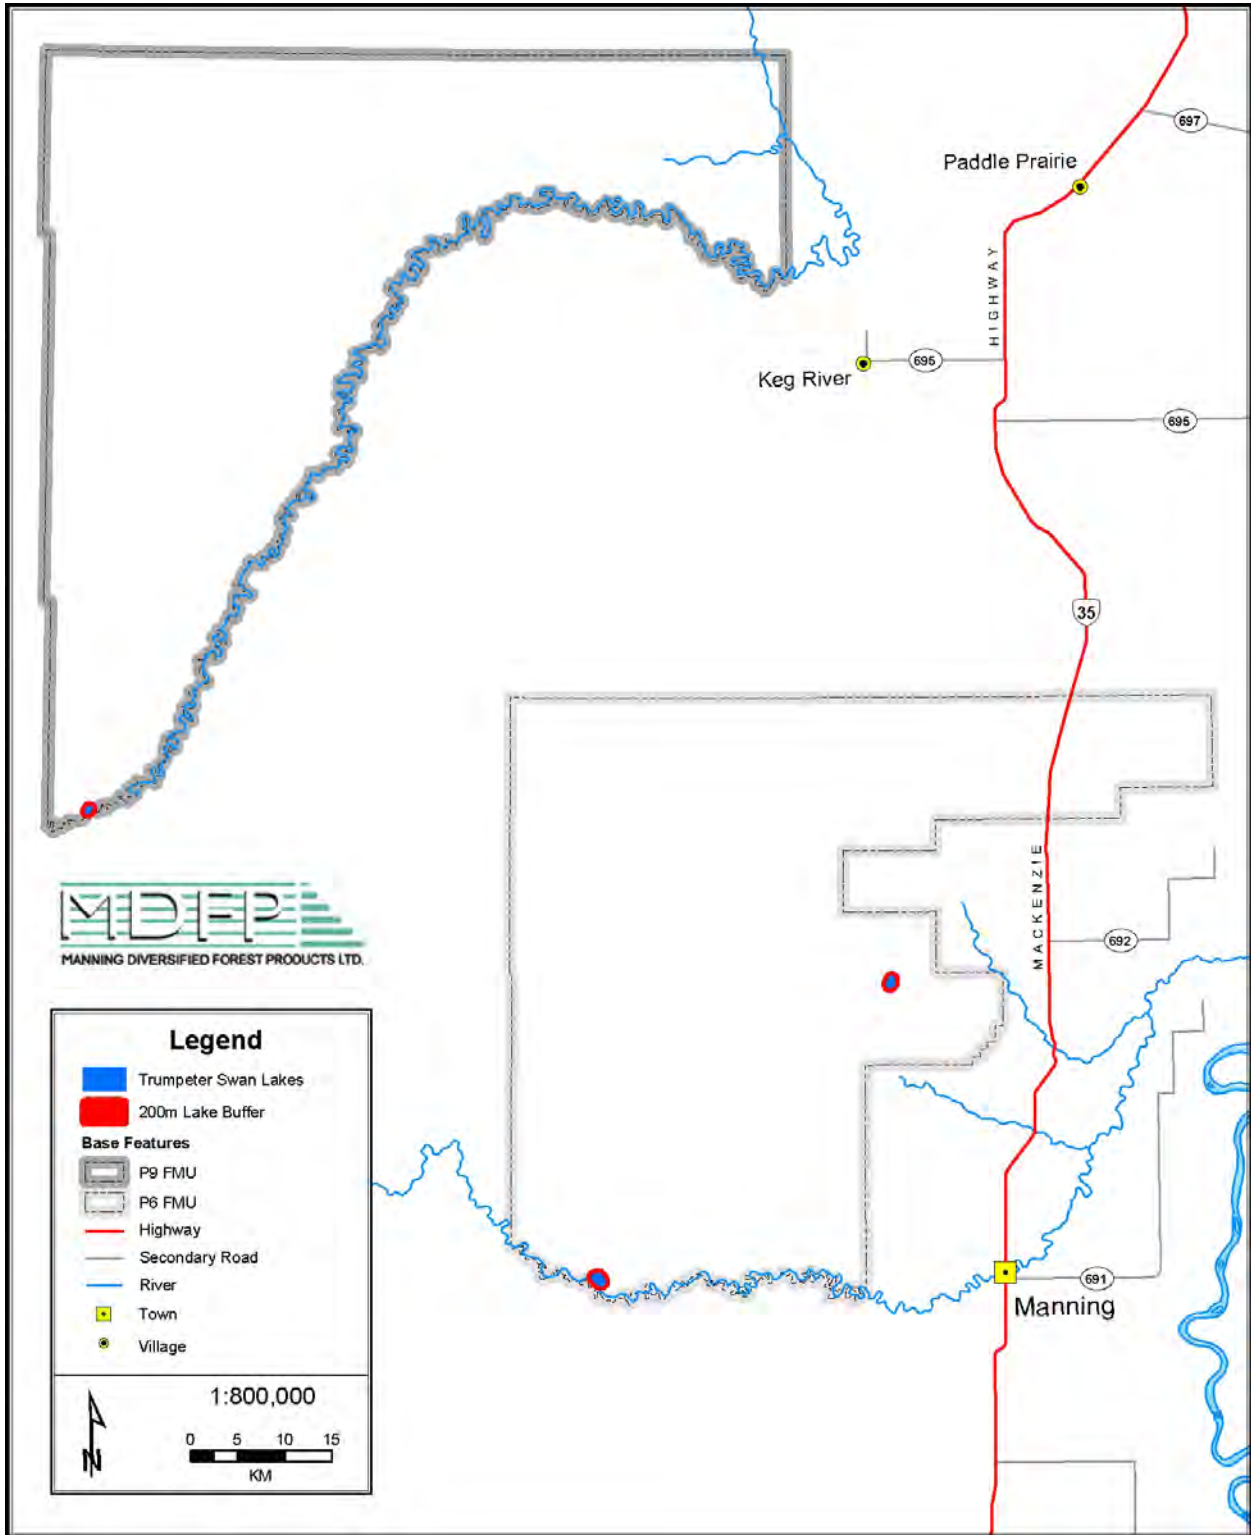 697
Paddle Prairie
HIGHWAY
695
Keg River
695
35
MACKENZIE
692
MDFP
MANNING DIVERSIFIED FOREST PRODUCTS LTD.
Legend
Trumpeter Swan Lakes
200m Lake Buffer
Base Features
P9 FMU
P6 FMU
Highway
Secondary Road
River
Town
Village
691
Manning
1:800,000
0 5 10 15
KM
N